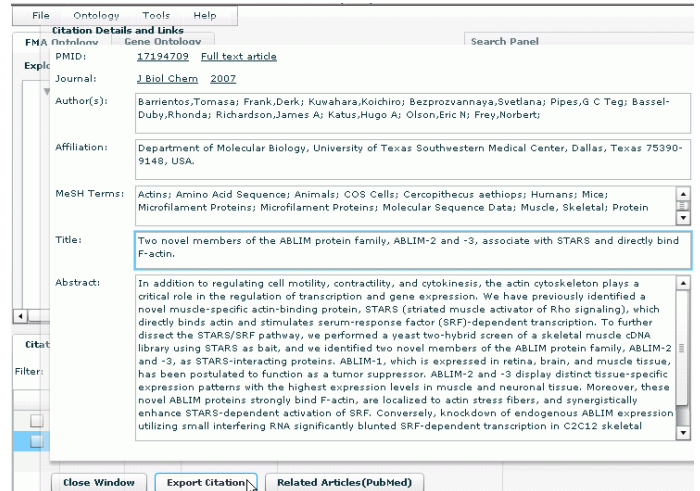 File Ontology Tools Help
Citation Details and Links
FMA Ontology Gene Ontology Search Panel
PMID: 17194709 Full text article
Explo
Journal: J Biol Chem 2007
Author(s): Barrientos,Tomasa; Frank,Derk; Kuwahara,Koichiro; Bezprozvannaya,Svetlana; Pipes,G C Teg; Bassel-
Duby,Rhonda; Richardson,James A; Katus,Hugo A; Olson,Eric N; Frey,Norbert;
Affiliation: Department of Molecular Biology, University of Texas Southwestern Medical Center, Dallas, Texas 75390-
9148, USA.
MeSH Terms: Actins; Amino Acid Sequence; Animals; COS Cells; Cercopithecus aethiops; Humans; Mice;
Microfilament Proteins; Microfilament Proteins; Molecular Sequence Data; Muscle, Skeletal; Protein
Title: Two novel members of the ABLIM protein family, ABLIM-2 and -3, associate with STARS and directly bind
F-actin.
Abstract: In addition to regulating cell motility, contractility, and cytokinesis, the actin cytoskeleton plays a
critical role in the regulation of transcription and gene expression. We have previously identified a
novel muscle-specific actin-binding protein, STARS (striated muscle activator of Rho signaling), which
directly binds actin and stimulates serum-response factor (SRF)-dependent transcription. To further
dissect the STARS/SRF pathway, we performed a yeast two-hybrid screen of a skeletal muscle cDNA
library using STARS as bait, and we identified two novel members of the ABLIM protein family, ABLIM-2
and -3, as STARS-interacting proteins. ABLIM-1, which is expressed in retina, brain, and muscle tissue,
has been postulated to function as a tumor suppressor. ABLIM-2 and -3 display distinct tissue-specific
expression patterns with the highest expression levels in muscle and neuronal tissue. Moreover, these
novel ABLIM proteins strongly bind F-actin, are localized to actin stress fibers, and synergistically
enhance STARS-dependent activation of SRF. Conversely, knockdown of endogenous ABLIM expression
utilizing small interfering RNA significantly blunted SRF-dependent transcription in C2C12 skeletal
Citat
Filter:
Close Window Export Citation Related Articles(PubMed)